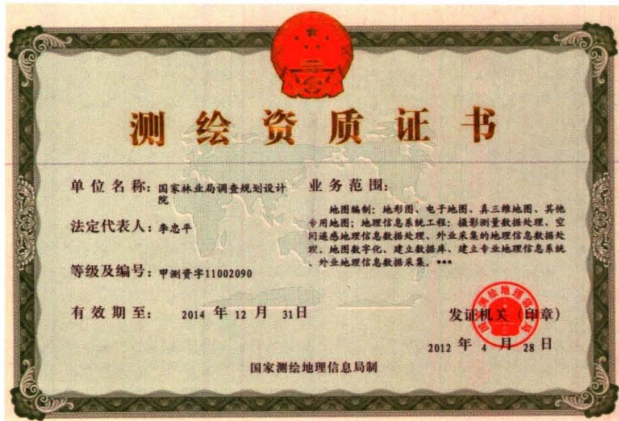 测绘资质证书
单位名称：国家林业局调查规划设计
院
法定代表人：李忠平
等级及编号：甲测资字11002090
有效期至： 2014 年 12 月 31日
业务范围：
地图编制：地形图、电子地图、真三维地图、其他
专用地图；地理信息系统工程：摄影测量数据处理、空
间遥感地理信息数据处理、外业采集的地理信息数据处
理、地图数字化、建立数据库、建立专业地理信息系统
、外业地理信息数据采集。***
发证机关（印章）
2012 年 4 月 28 日
国家测绘地理信息局制